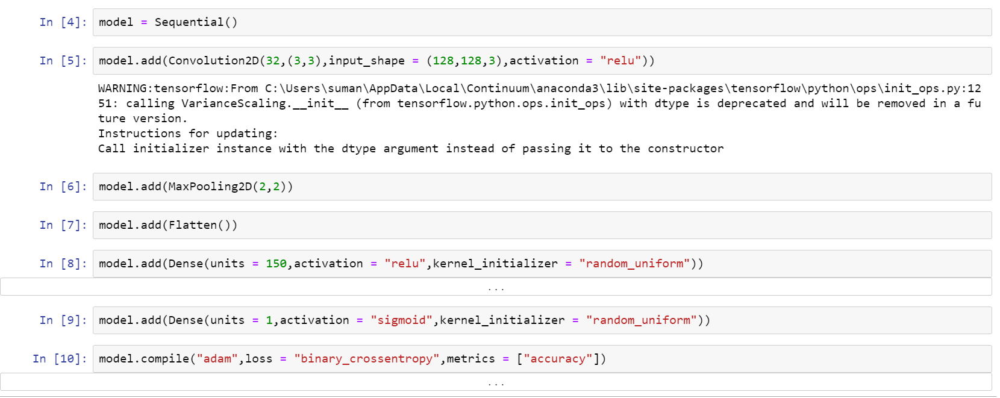 In [4]: model = Sequential()
In [5]: model.add(Convolution2D(32,(3,3),input_shape = (128,128,3),activation = "relu"))
WARNING:tensorflow:From C:\Users\suman\AppData\Local\Continuum\anaconda3\lib\site-packages\tensorflow\python\ops\init_ops.py:12
51: calling VarianceScaling.__init__ (from tensorflow.python.ops.init_ops) with dtype is deprecated and will be removed in a fu
ture version.
Instructions for updating:
Call initializer instance with the dtype argument instead of passing it to the constructor
In [6]: model.add(MaxPooling2D(2,2))
In [7]: model.add(Flatten())
In [8]: model.add(Dense(units = 150,activation = "relu",kernel_initializer = "random_uniform"))
...
In [9]: model.add(Dense(units = 1,activation = "sigmoid",kernel_initializer = "random_uniform"))
In [10]: model.compile("adam",loss = "binary_crossentropy",metrics = ["accuracy"])
...